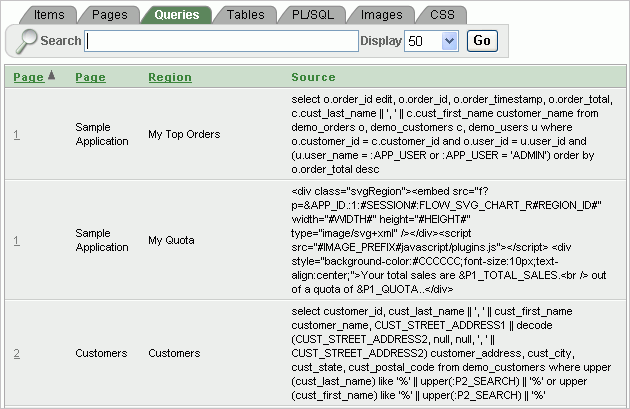 Items Pages Queries Tables PL/SQL Images CSS
Search Display 50 Go
Page Page Region Source
select o.order_id edit, o.order_id, o.order_timestamp, o.order_total,
c.cust_last_name || ', ' || c.cust_first_name customer_name from
demo_orders o, demo_customers c, demo_users u where
o.customer_id = c.customer_id and o.user_id = u.user_id and
(u.user_name = :APP_USER or :APP_USER = 'ADMIN') order by
o.order_total desc
1 Sample Application My Top Orders
<div class="svgRegion"><embed src="f?
p=&APP_ID.:1:#SESSION#:FLOW_SVG_CHART_R#REGION_ID#"
width="#WIDTH#" height="#HEIGHT#"
type="image/svg+xml" /></div><script
src="#IMAGE_PREFIX#javascript/plugins.js"></script> <div
style="background-color:#CCCCCC;font-size:10px;text-
align:center;">Your total sales are &P1_TOTAL_SALES.<br /> out
of a quota of &P1_QUOTA..</div>
1 Sample Application My Quota
select customer_id, cust_last_name || ', ' || cust_first_name
customer_name, CUST_STREET_ADDRESS1 || decode
(CUST_STREET_ADDRESS2, null, null, ', ' ||
CUST_STREET_ADDRESS2) customer_address, cust_city,
cust_state, cust_postal_code from demo_customers where upper
(cust_last_name) like '%' || upper(:P2_SEARCH) || '%' or upper
(cust_first_name) like '%' || upper(:P2_SEARCH) || '%'
2 Customers Customers